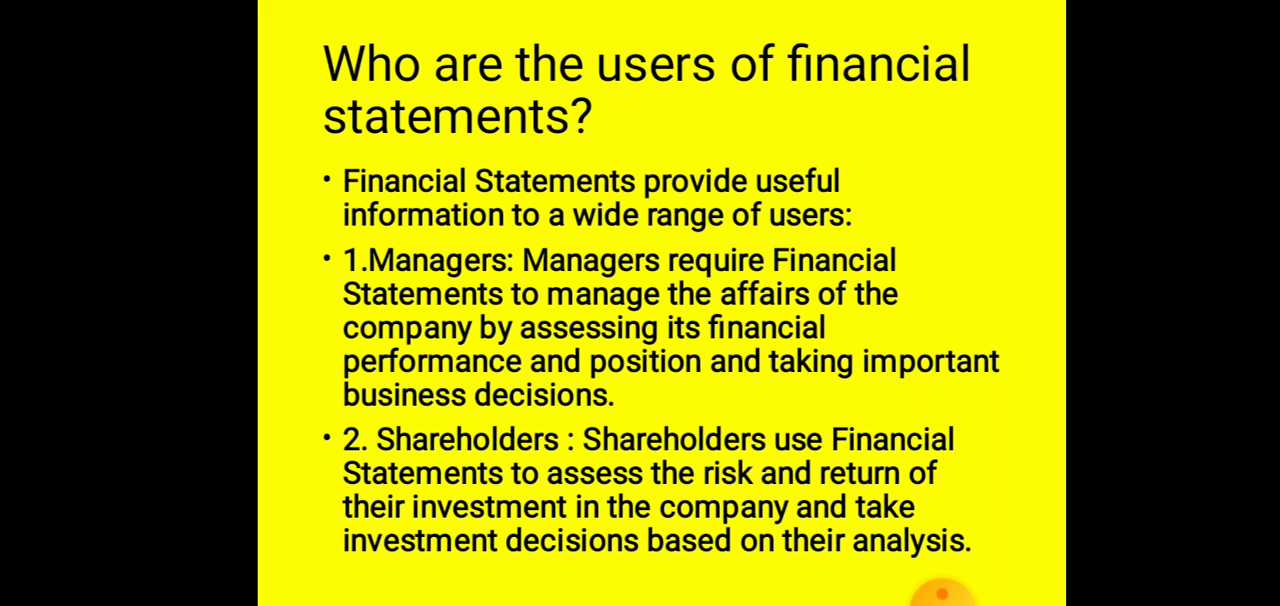 Who are the users of financial
statements?
• Financial Statements provide useful
information to a wide range of users:
• 1.Managers: Managers require Financial
Statements to manage the affairs of the
company by assessing its financial
performance and position and taking important
business decisions.
• 2. Shareholders : Shareholders use Financial
Statements to assess the risk and return of
their investment in the company and take
investment decisions based on their analysis.